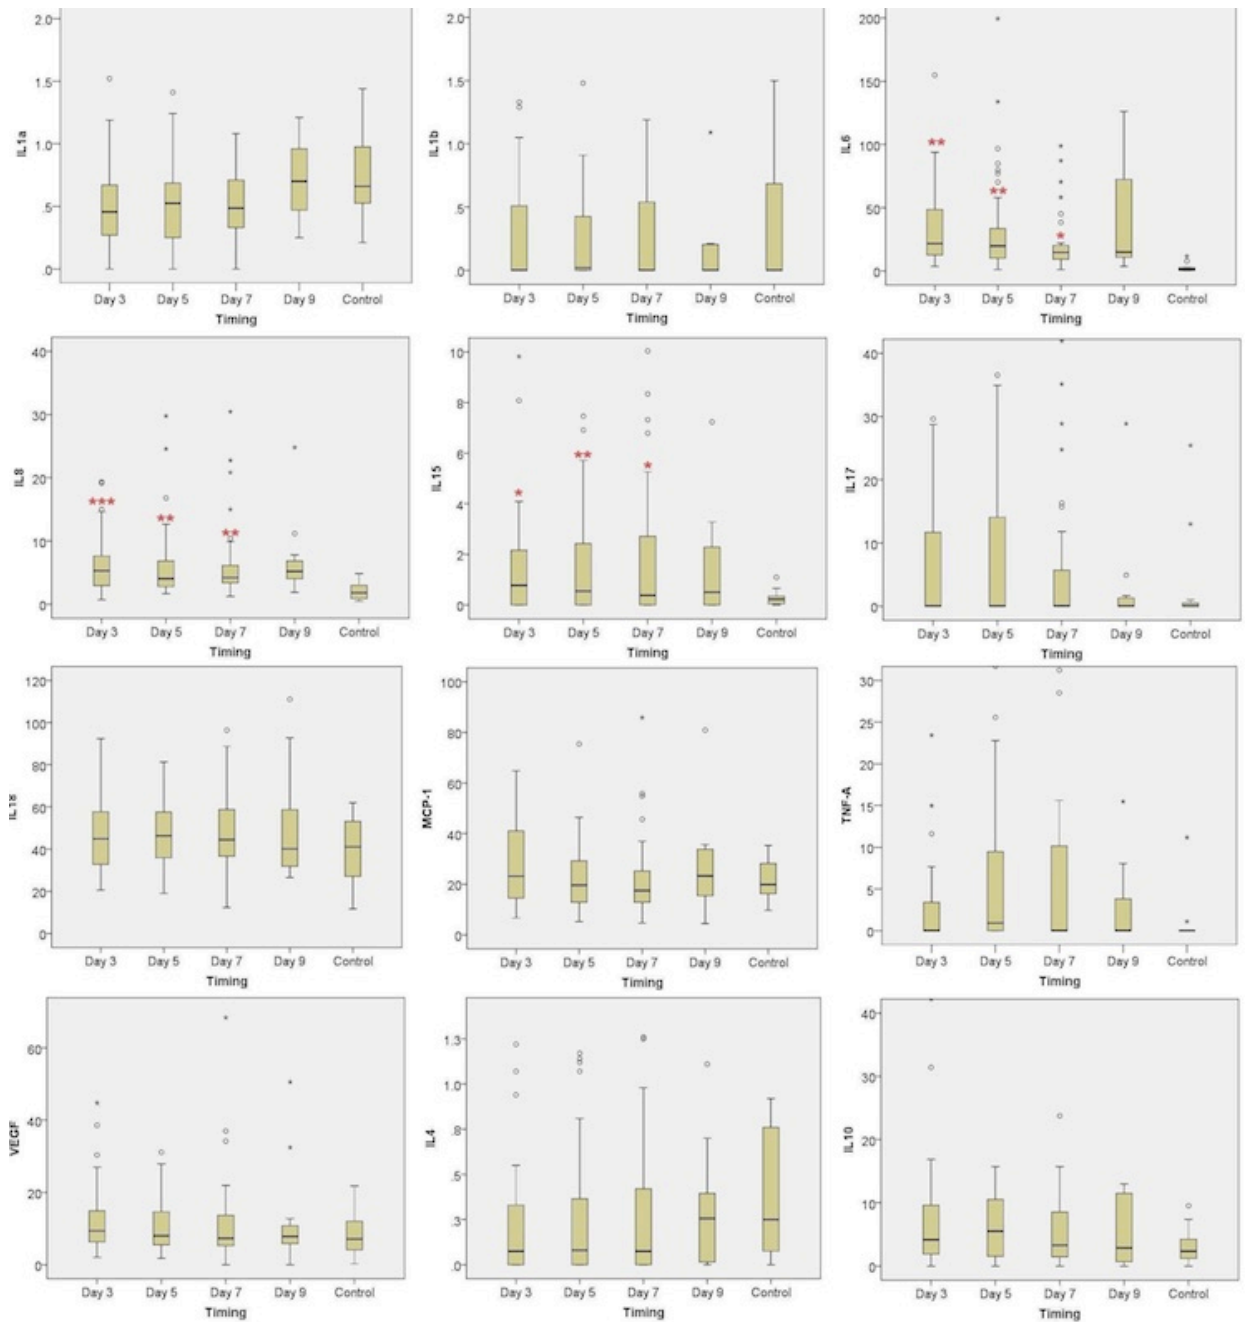 2.0
1.5
1.0
.5
.0
IL1a
Day 3 Day 5 Day 7 Day 9 Control
Timing
2.0
1.5
1.0
.5
.0
IL1b
Day 3 Day 5 Day 7 Day 9 Control
Timing
200
150
100
50
0
IL6
** ** *
Day 3 Day 5 Day 7 Day 9 Control
Timing
40
30
20
10
0
IL8
*** ** **
Day 3 Day 5 Day 7 Day 9 Control
Timing
10
8
6
4
2
0
IL15
* ** *
Day 3 Day 5 Day 7 Day 9 Control
Timing
40
30
20
10
0
IL17
Day 3 Day 5 Day 7 Day 9 Control
Timing
120
100
80
60
40
20
0
IL18
Day 3 Day 5 Day 7 Day 9 Control
Timing
100
80
60
40
20
0
MCP-1
Day 3 Day 5 Day 7 Day 9 Control
Timing
30
25
20
15
10
5
0
TNF-A
Day 3 Day 5 Day 7 Day 9 Control
Timing
60
40
20
0
VEGF
Day 3 Day 5 Day 7 Day 9 Control
Timing
1.3
1.0
.8
.5
.3
.0
IL4
Day 3 Day 5 Day 7 Day 9 Control
Timing
40
30
20
10
0
IL10
Day 3 Day 5 Day 7 Day 9 Control
Timing